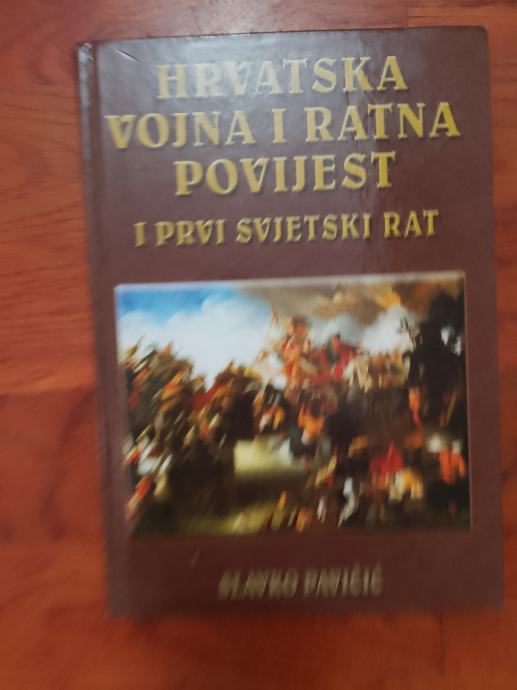 HRVATSKA
VOJNA I RATNA
POVIJEST
I PRVI SVJETSKI RAT
SLAVKO PAVIČIĆ